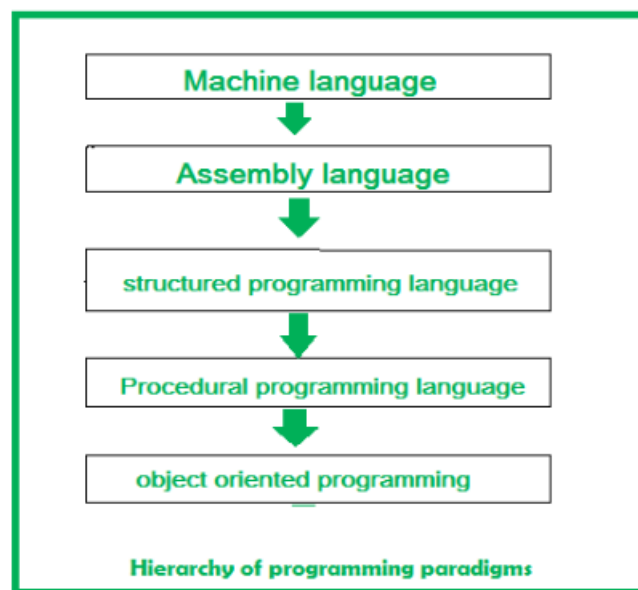 Machine language
Assembly language
structured programming language
Procedural programming language
object oriented programming
Hierarchy of programming paradigms